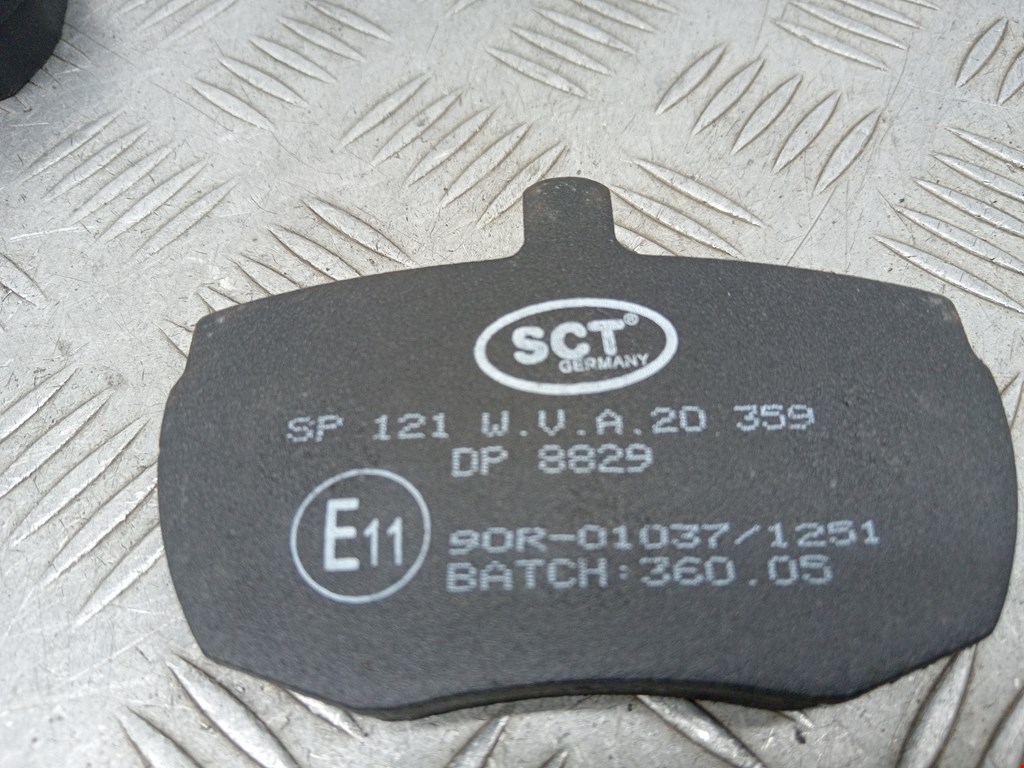 SCT®
GERMANY
SP 121 W.V.A.20 359
DP 8829
E11
90R-01037/1251
BATCH:360.05